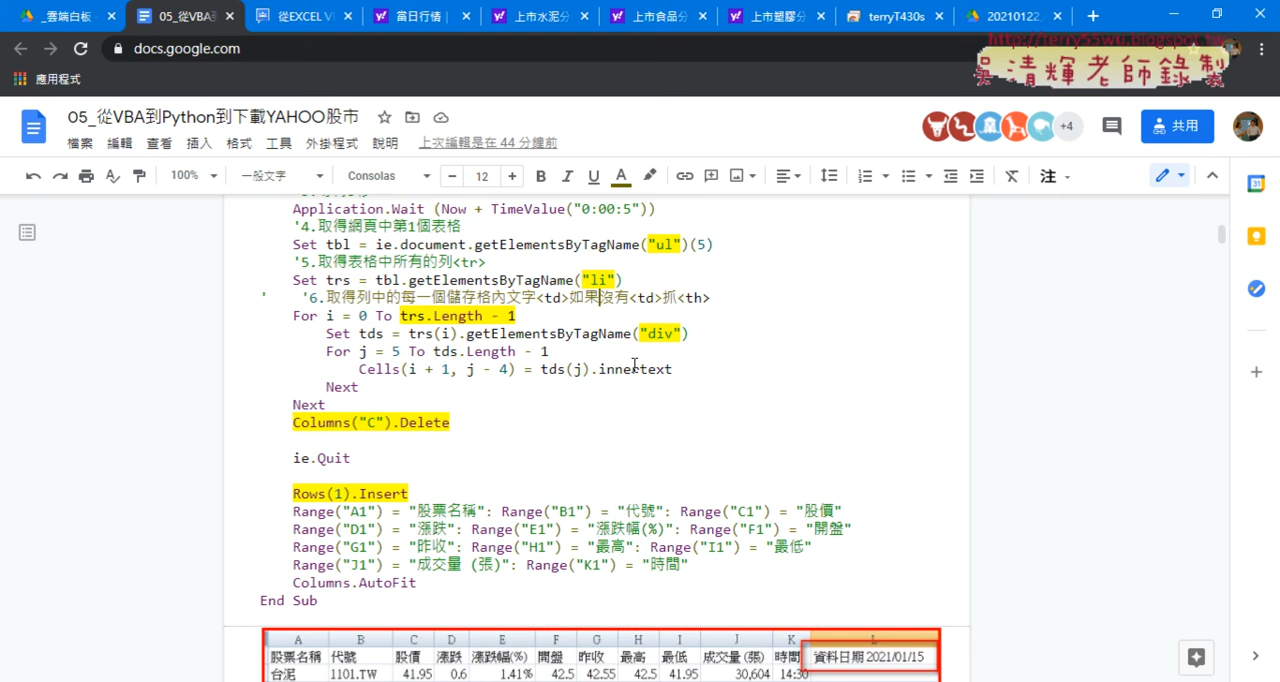 _雲端白板
05_從VBA到
從EXCEL V
當日行情 |
上市水泥分
上市食品分
上市塑膠分
terryT430s
20210122
docs.google.com
http://terry55wu.blogspot.tw
吳清輝老師錄製
應用程式
05_從VBA到Python到下載YAHOO股市
+4
共用
檔案 編輯 查看 插入 格式 工具 外掛程式 說明 上次編輯是在 44 分鐘前
100% 一般文字 Consolas 12 B I U A 注
Application.Wait (Now + TimeValue("0:00:5"))
'4.取得網頁中第1個表格
Set tbl = ie.document.getElementsByTagName("ul")(5)
'5.取得表格中所有的列<tr>
Set trs = tbl.getElementsByTagName("li")
' '6.取得列中的每一個儲存格內文字<td>如果沒有<td>抓<th>
For i = 0 To trs.Length - 1
Set tds = trs(i).getElementsByTagName("div")
For j = 5 To tds.Length - 1
Cells(i + 1, j - 4) = tds(j).innertext
Next
Next
Columns("C").Delete
ie.Quit
Rows(1).Insert
Range("A1") = "股票名稱": Range("B1") = "代號": Range("C1") = "股價"
Range("D1") = "漲跌": Range("E1") = "漲跌幅(%)": Range("F1") = "開盤"
Range("G1") = "昨收": Range("H1") = "最高": Range("I1") = "最低"
Range("J1") = "成交量 (張)": Range("K1") = "時間"
Columns.AutoFit
End Sub
A B C D E F G H I J K L
股票名稱 代號 股價 漲跌 漲跌幅(%) 開盤 昨收 最高 最低 成交量 (張) 時間 資料日期 2021/01/15
台泥 1101.TW 41.95 0.6 1.41% 42.5 42.55 42.5 41.95 30,604 14:30